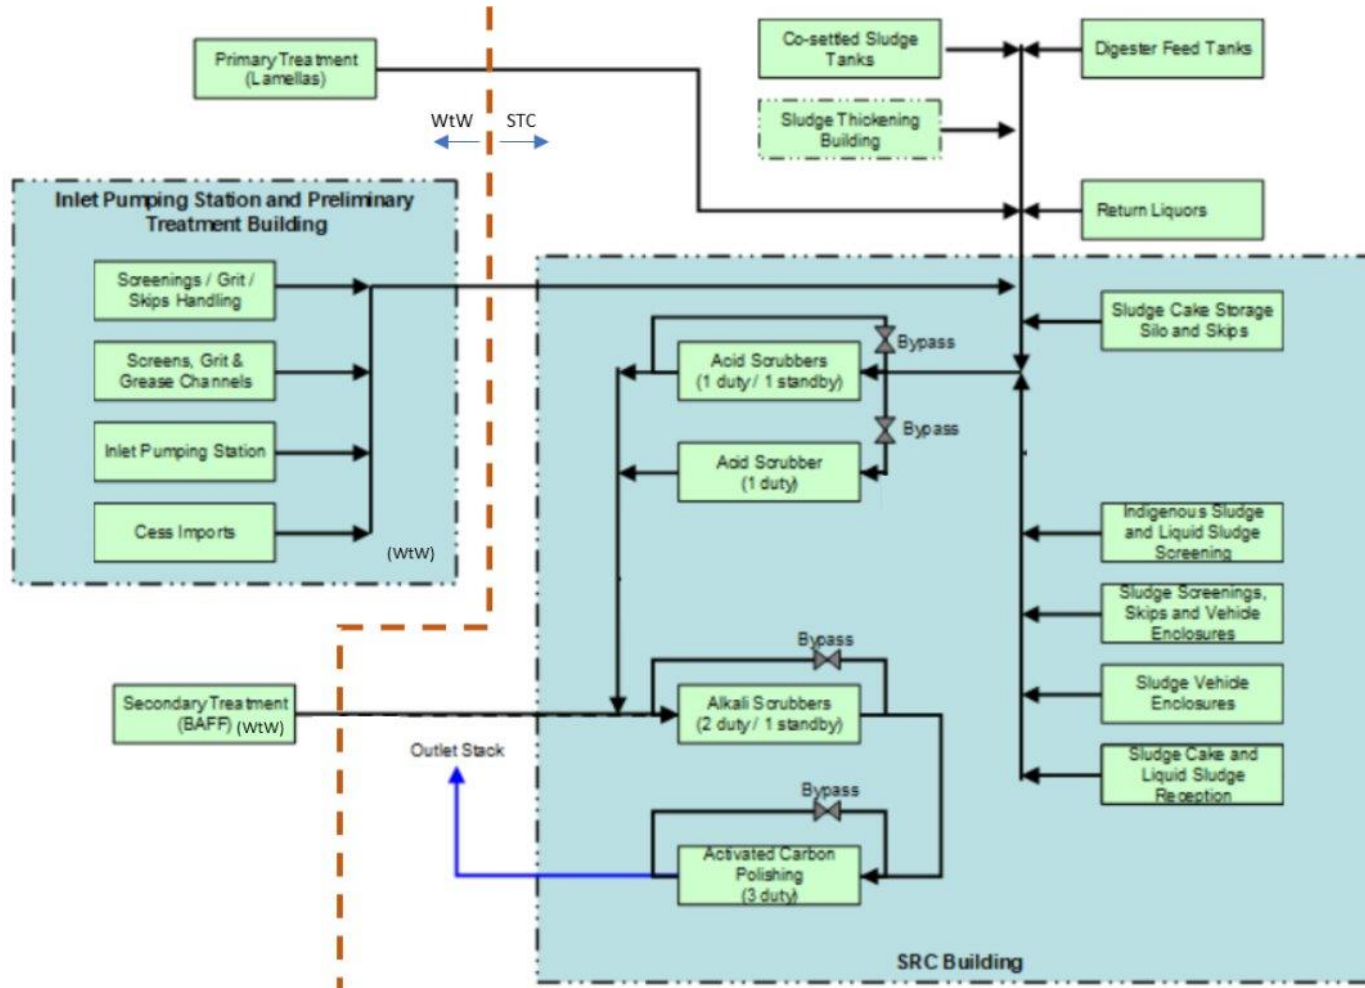 Primary Treatment
(Lamellas)
Co-settled Sludge
Tanks
Digester Feed Tanks
WtW
STC
Sludge Thickening
Building
Inlet Pumping Station and Preliminary
Treatment Building
Return Liquors
Screenings / Grit /
Skips Handling
Screens, Grit &
Grease Channels
Inlet Pumping Station
Cess Imports
(WtW)
Sludge Cake Storage
Silo and Skips
Bypass
Acid Scrubbers
(1 duty / 1 standby)
Bypass
Acid Scrubber
(1 duty)
Indigenous Sludge
and Liquid Sludge
Screening
Sludge Screenings,
Skips and Vehicle
Enclosures
Sludge Vehicle
Enclosures
Sludge Cake and
Liquid Sludge
Reception
Secondary Treatment
(BAFF) (WtW)
Bypass
Alkali Scrubbers
(2 duty / 1 standby)
Outlet Stack
Bypass
Activated Carbon
Polishing
(3 duty)
SRC Building